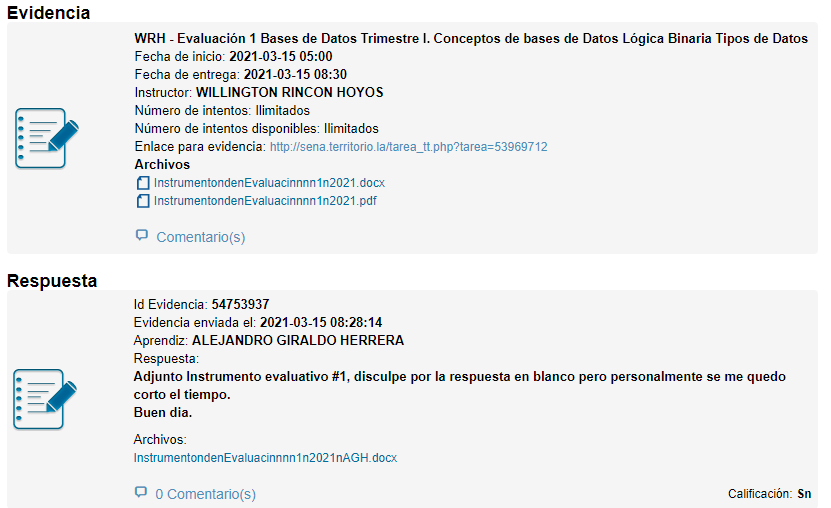 Evidencia
WRH - Evaluación 1 Bases de Datos Trimestre I. Conceptos de bases de Datos Lógica Binaria Tipos de Datos
Fecha de inicio: 2021-03-15 05:00
Fecha de entrega: 2021-03-15 08:30
Instructor: WILLINGTON RINCON HOYOS
Número de intentos: Ilimitados
Número de intentos disponibles: Ilimitados
Enlace para evidencia: http://sena.territorio.la/tarea_tt.php?tarea=53969712
Archivos
InstrumentondenEvaluacinnnn1n2021.docx
InstrumentondenEvaluacinnnn1n2021.pdf
Comentario(s)
Respuesta
Id Evidencia: 54753937
Evidencia enviada el: 2021-03-15 08:28:14
Aprendiz: ALEJANDRO GIRALDO HERRERA
Respuesta:
Adjunto Instrumento evaluativo #1, disculpe por la respuesta en blanco pero personalmente se me quedo
corto el tiempo.
Buen dia.
Archivos:
InstrumentondenEvaluacinnnn1n2021nAGH.docx
0 Comentario(s)
Calificación: Sn